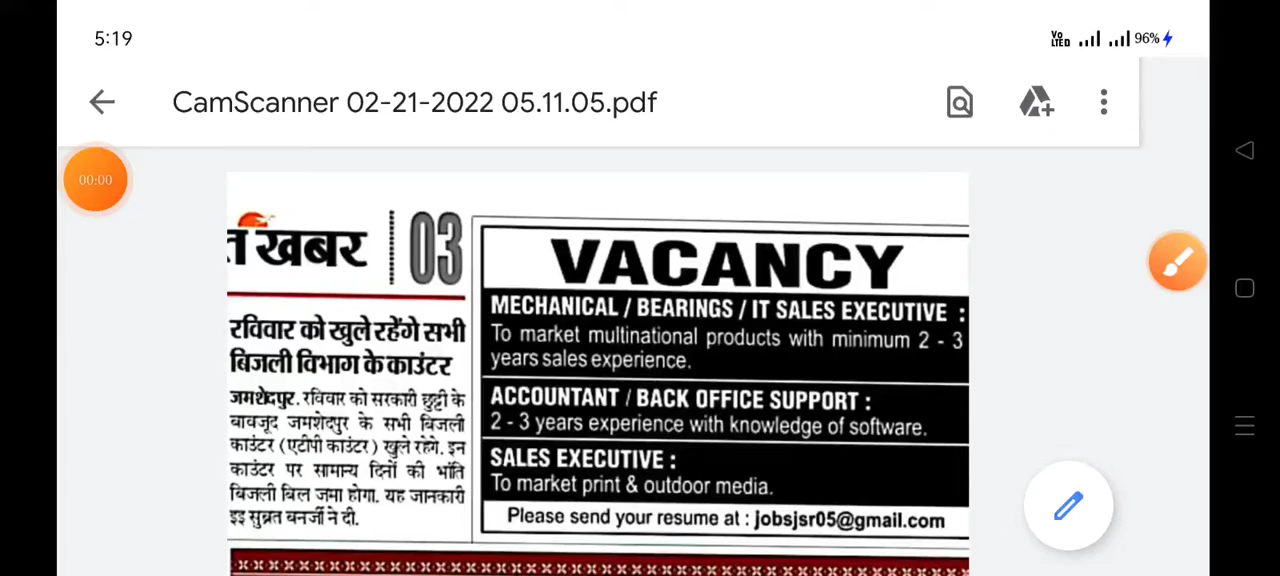 5:19
Vo LTED 96%
CamScanner 02-21-2022 05.11.05.pdf
00:00
खबर 03
रविवार को खुले रहेंगे सभी
बिजली विभाग के काउंटर
जमशेदपुर. रविवार को सरकारी छुट्टी के
बावजूद जमशेदपुर के सभी बिजली
काउंटर (एटीपी काउंटर) खुले रहेगे. इन
काउंटर पर सामान्य दिनों की भांति
बिजली बिल जमा होगा. यह जानकारी
इइ सुब्रत बनर्जी ने दी.
VACANCY
MECHANICAL / BEARINGS / IT SALES EXECUTIVE :
To market multinational products with minimum 2 - 3
years sales experience.
ACCOUNTANT / BACK OFFICE SUPPORT :
2 - 3 years experience with knowledge of software.
SALES EXECUTIVE :
To market print & outdoor media.
Please send your resume at : jobsjsr05@gmail.com